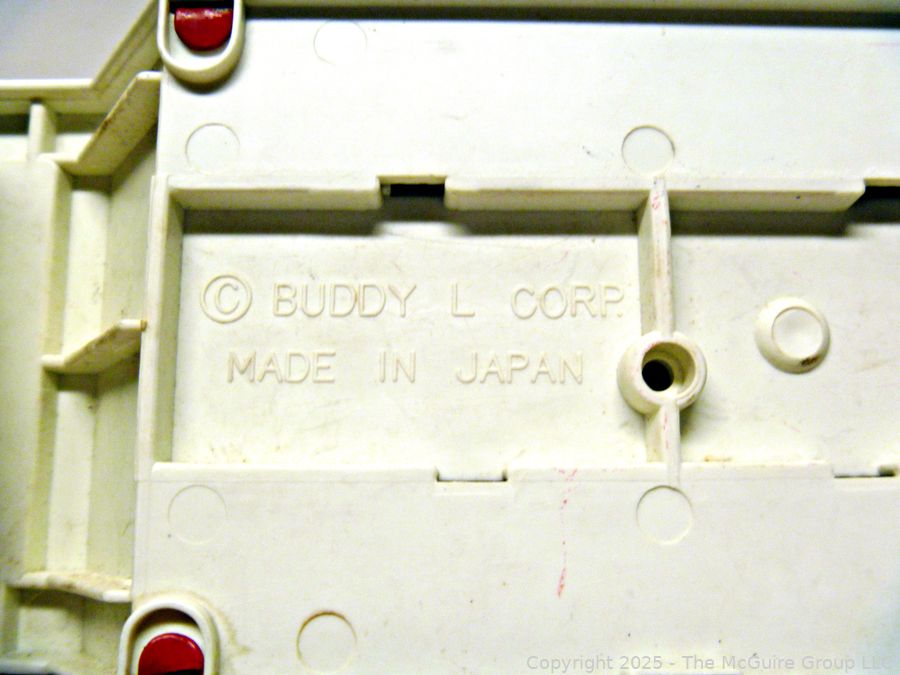 © BUDDY L CORP.
MADE IN JAPAN
Copyright 2025 - The McGuire Group LLC